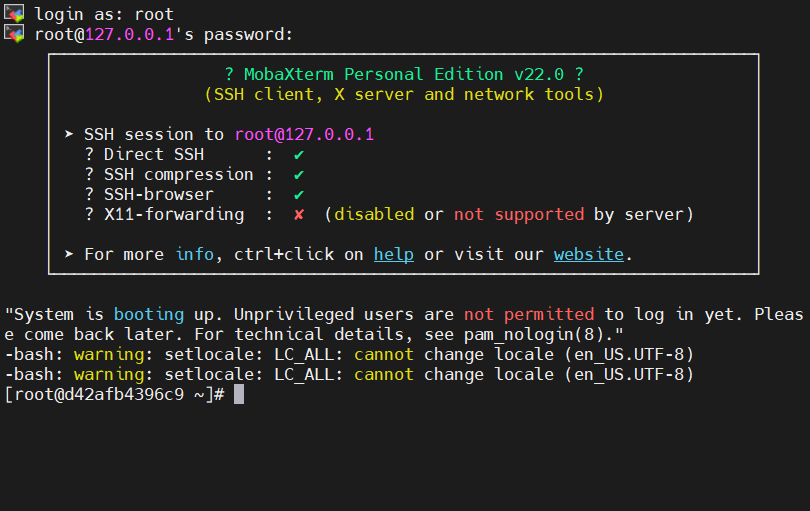 login as: root
root@127.0.0.1's password:
? MobaXterm Personal Edition v22.0 ?
(SSH client, X server and network tools)
➤ SSH session to root@127.0.0.1
? Direct SSH      :  ✔
? SSH compression :  ✔
? SSH-browser     :  ✔
? X11-forwarding  :  ✘  (disabled or not supported by server)
➤ For more info, ctrl+click on help or visit our website.
"System is booting up. Unprivileged users are not permitted to log in yet. Pleas
e come back later. For technical details, see pam_nologin(8)."
-bash: warning: setlocale: LC_ALL: cannot change locale (en_US.UTF-8)
-bash: warning: setlocale: LC_ALL: cannot change locale (en_US.UTF-8)
[root@d42afb4396c9 ~]#